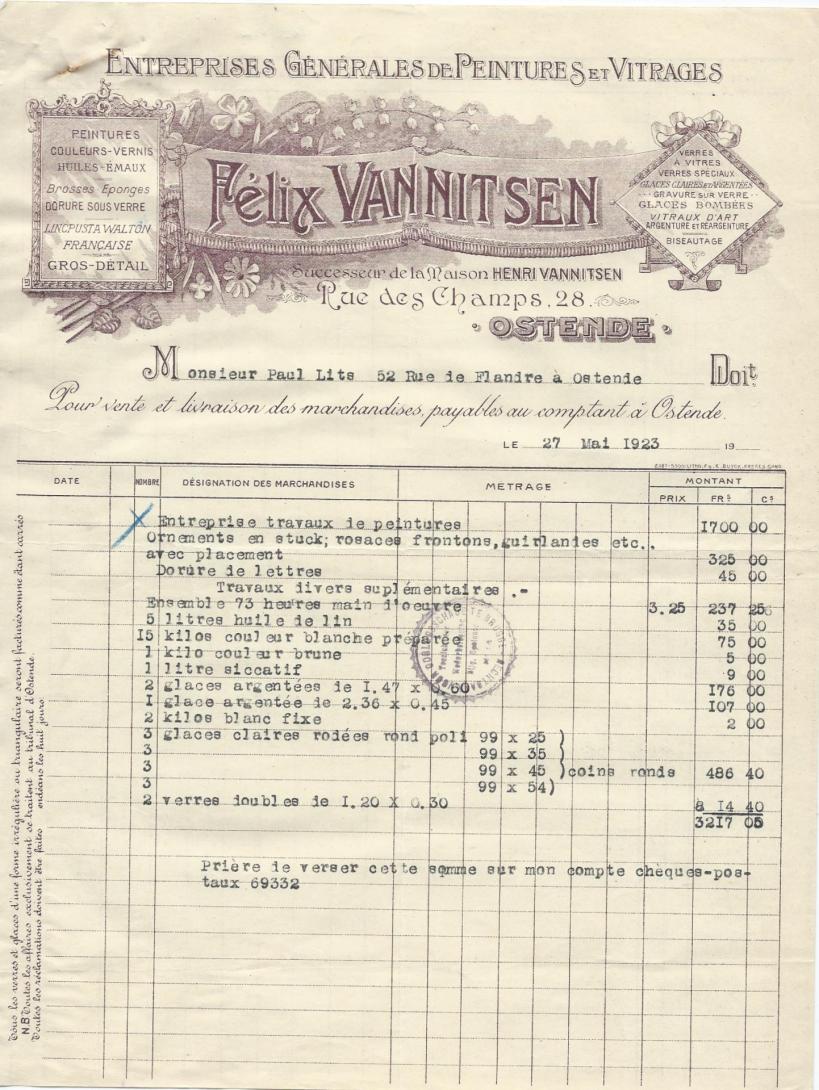 ENTREPRISES GÉNÉRALES DE PEINTURES ET VITRAGES
PEINTURES
COULEURS-VERNIS
HUILES-ÉMAUX
Brosses Eponges
DORURE SOUS VERRE
LINCPUSTA WALTON
FRANÇAISE
GROS-DÉTAIL
Félix VANNITSEN
VERRES
A VITRES
VERRES SPÉCIAUX
GLACES CLAIRES ET ARGENTÉES
GRAVURE SUR VERRE
GLACES BOMBÉES
VITRAUX D'ART
ARGENTURE ET RÉARGENTURE
BISEAUTAGE
Successeur de la Maison HENRI VANNITSEN
Rue des Champs, 28.
OSTENDE
Monsieur Paul Lits 52 Rue de Flandre à Ostende Doit
Pour vente et livraison des marchandises, payables au comptant à Ostende.
LE 27 Mai 1923 19
DATE NOMBRE DÉSIGNATION DES MARCHANDISES METRAGE MONTANT
PRIX FRS CS
Entreprise travaux de peintures 1700 00
Ornements en stuck; rosaces frontons, guirlandes etc..
avec placement 325 00
Dorure de lettres 45 00
Travaux divers suplémentaires .-
Ensemble 73 heures main d'oeuvre 3.25 237 25
5 litres huile de lin 35 00
15 kilos couleur blanche préparée 75 00
1 kilo couleur brune 5 00
1 litre siccatif 9 00
2 glaces argentées de I.47 x 0.60 176 00
I glace argentée de 2.36 x 0.45 107 00
2 kilos blanc fixe 2 00
3 glaces claires rodées rond poli 99 x 25 )
3 99 x 35 )
3 99 x 45 ) coins ronds 486 40
3 99 x 54)
2 verres doubles de I.20 X 0.30 14 40
3217 05
Prière de verser cette somme sur mon compte chèques-pos-
taux 69332
Tous les verres et glaces d'une forme irrégulière ou triangulaire seront facturés comme étant carrés
N.B. Toutes les affaires exclusivement se traitent au tribunal d'Ostende.
Toutes les réclamations doivent être faites endéans les huit jours.